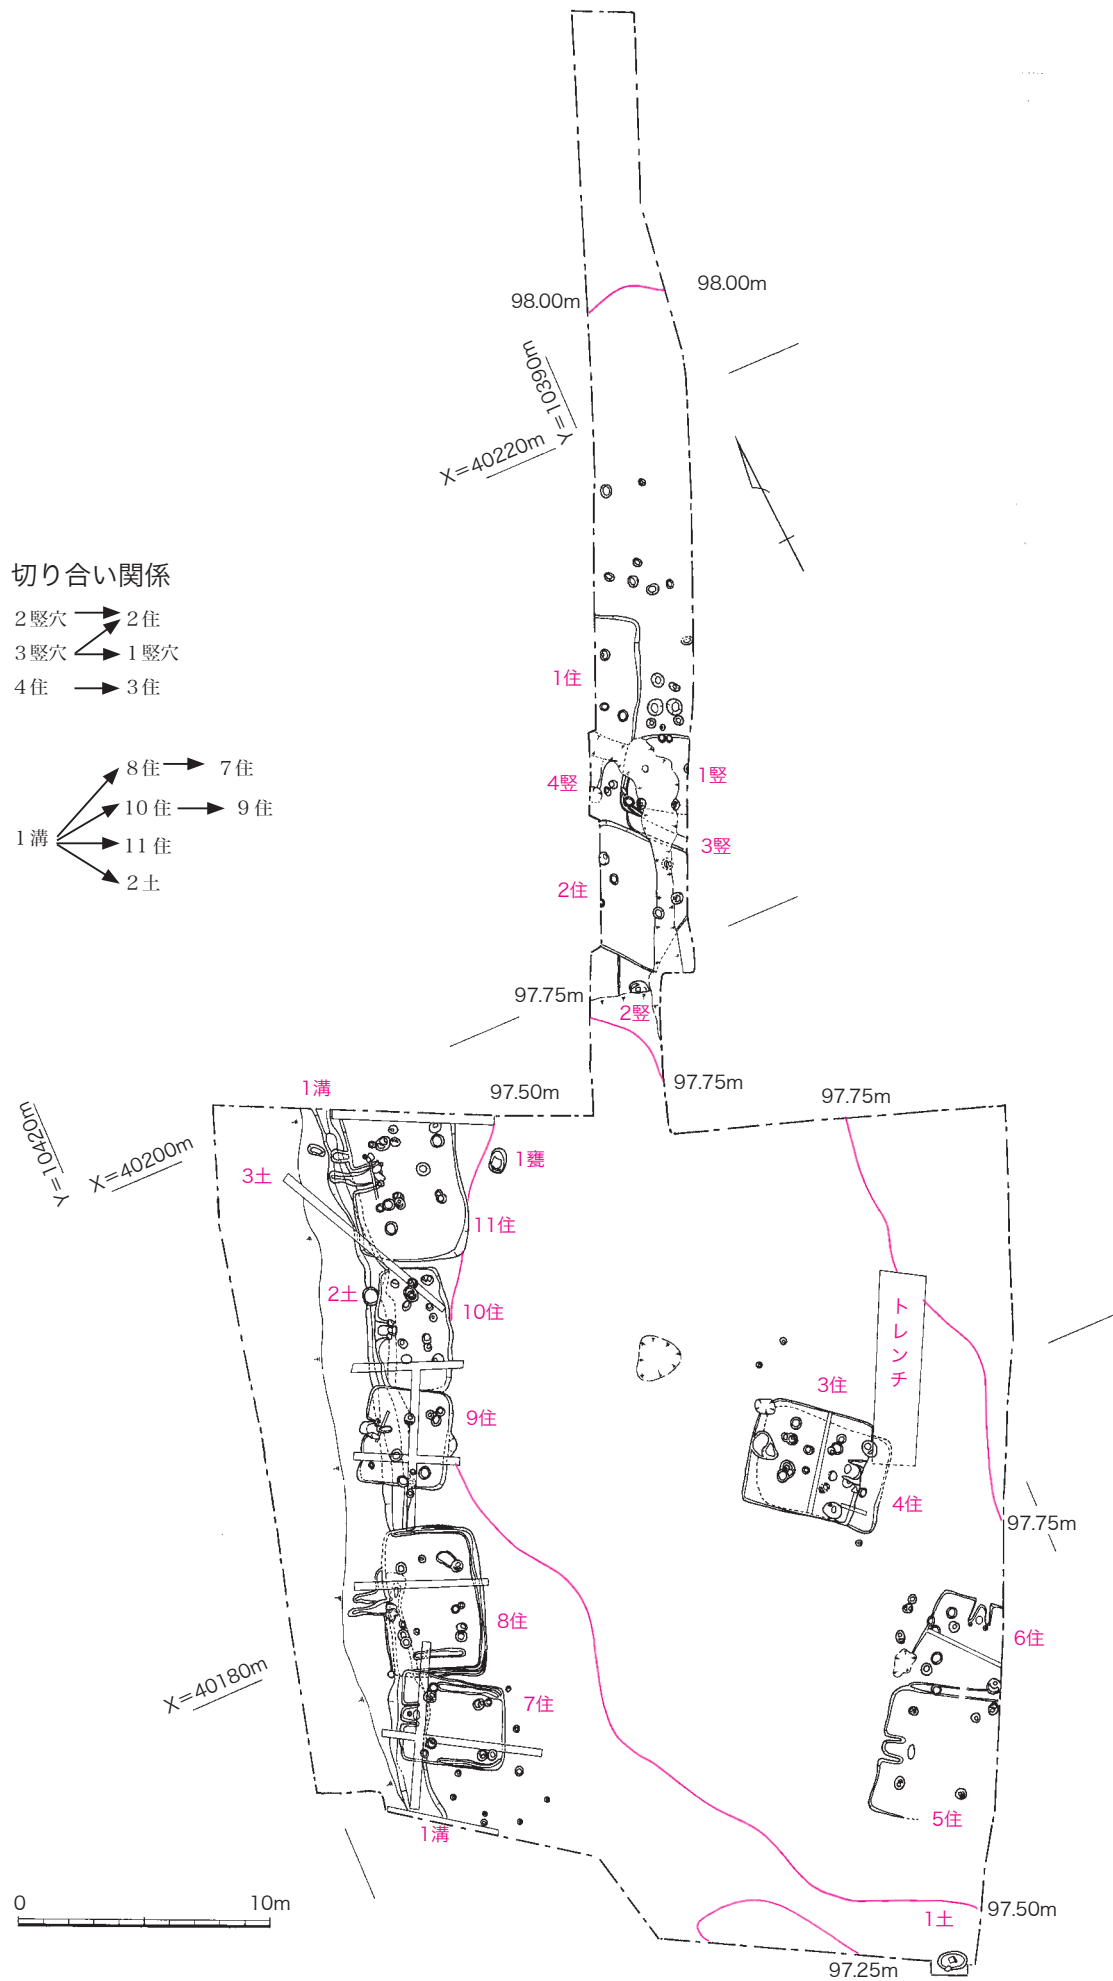 98.00m
98.00m
Y=10390m
X=40220m
切り合い関係
2竪穴 2住
3竪穴 1竪穴
4住 3住
8住 7住
10住 9住
1溝
11住
2土
1住
4竪
1竪
3竪
2住
97.75m
2竪
97.75m
1溝
97.50m
97.75m
Y=10420m
X=40200m
3土
1甕
11住
2土
10住
トレンチ
3住
9住
4住
97.75m
8住
6住
X=40180m
7住
5住
1溝
0 10m
1土
97.50m
97.25m